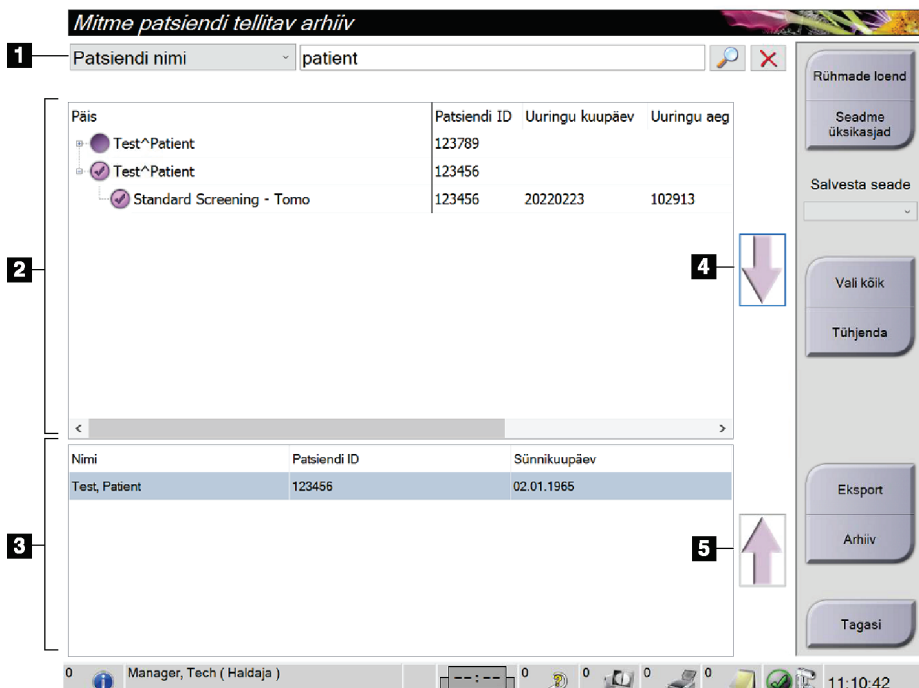 Mitme patsiendi tellitav arhiiv
1
Patsiendi nimi
patient
Rühmade loend
Seadme üksikasjad
Salvesta seade
2
Päis Patsiendi ID Uuringu kuupäev Uuringu aeg
Test^Patient 123789
Test^Patient 123456
Standard Screening - Tomo 123456 20220223 102913
4
Vali kõik
Tühjenda
3
Nimi Patsiendi ID Sünnikuupäev
Test, Patient 123456 02.01.1965
5
Eksport
Arhiiv
Tagasi
0 Manager, Tech ( Haldaja ) --:-- 0 0 0 0 11:10:42